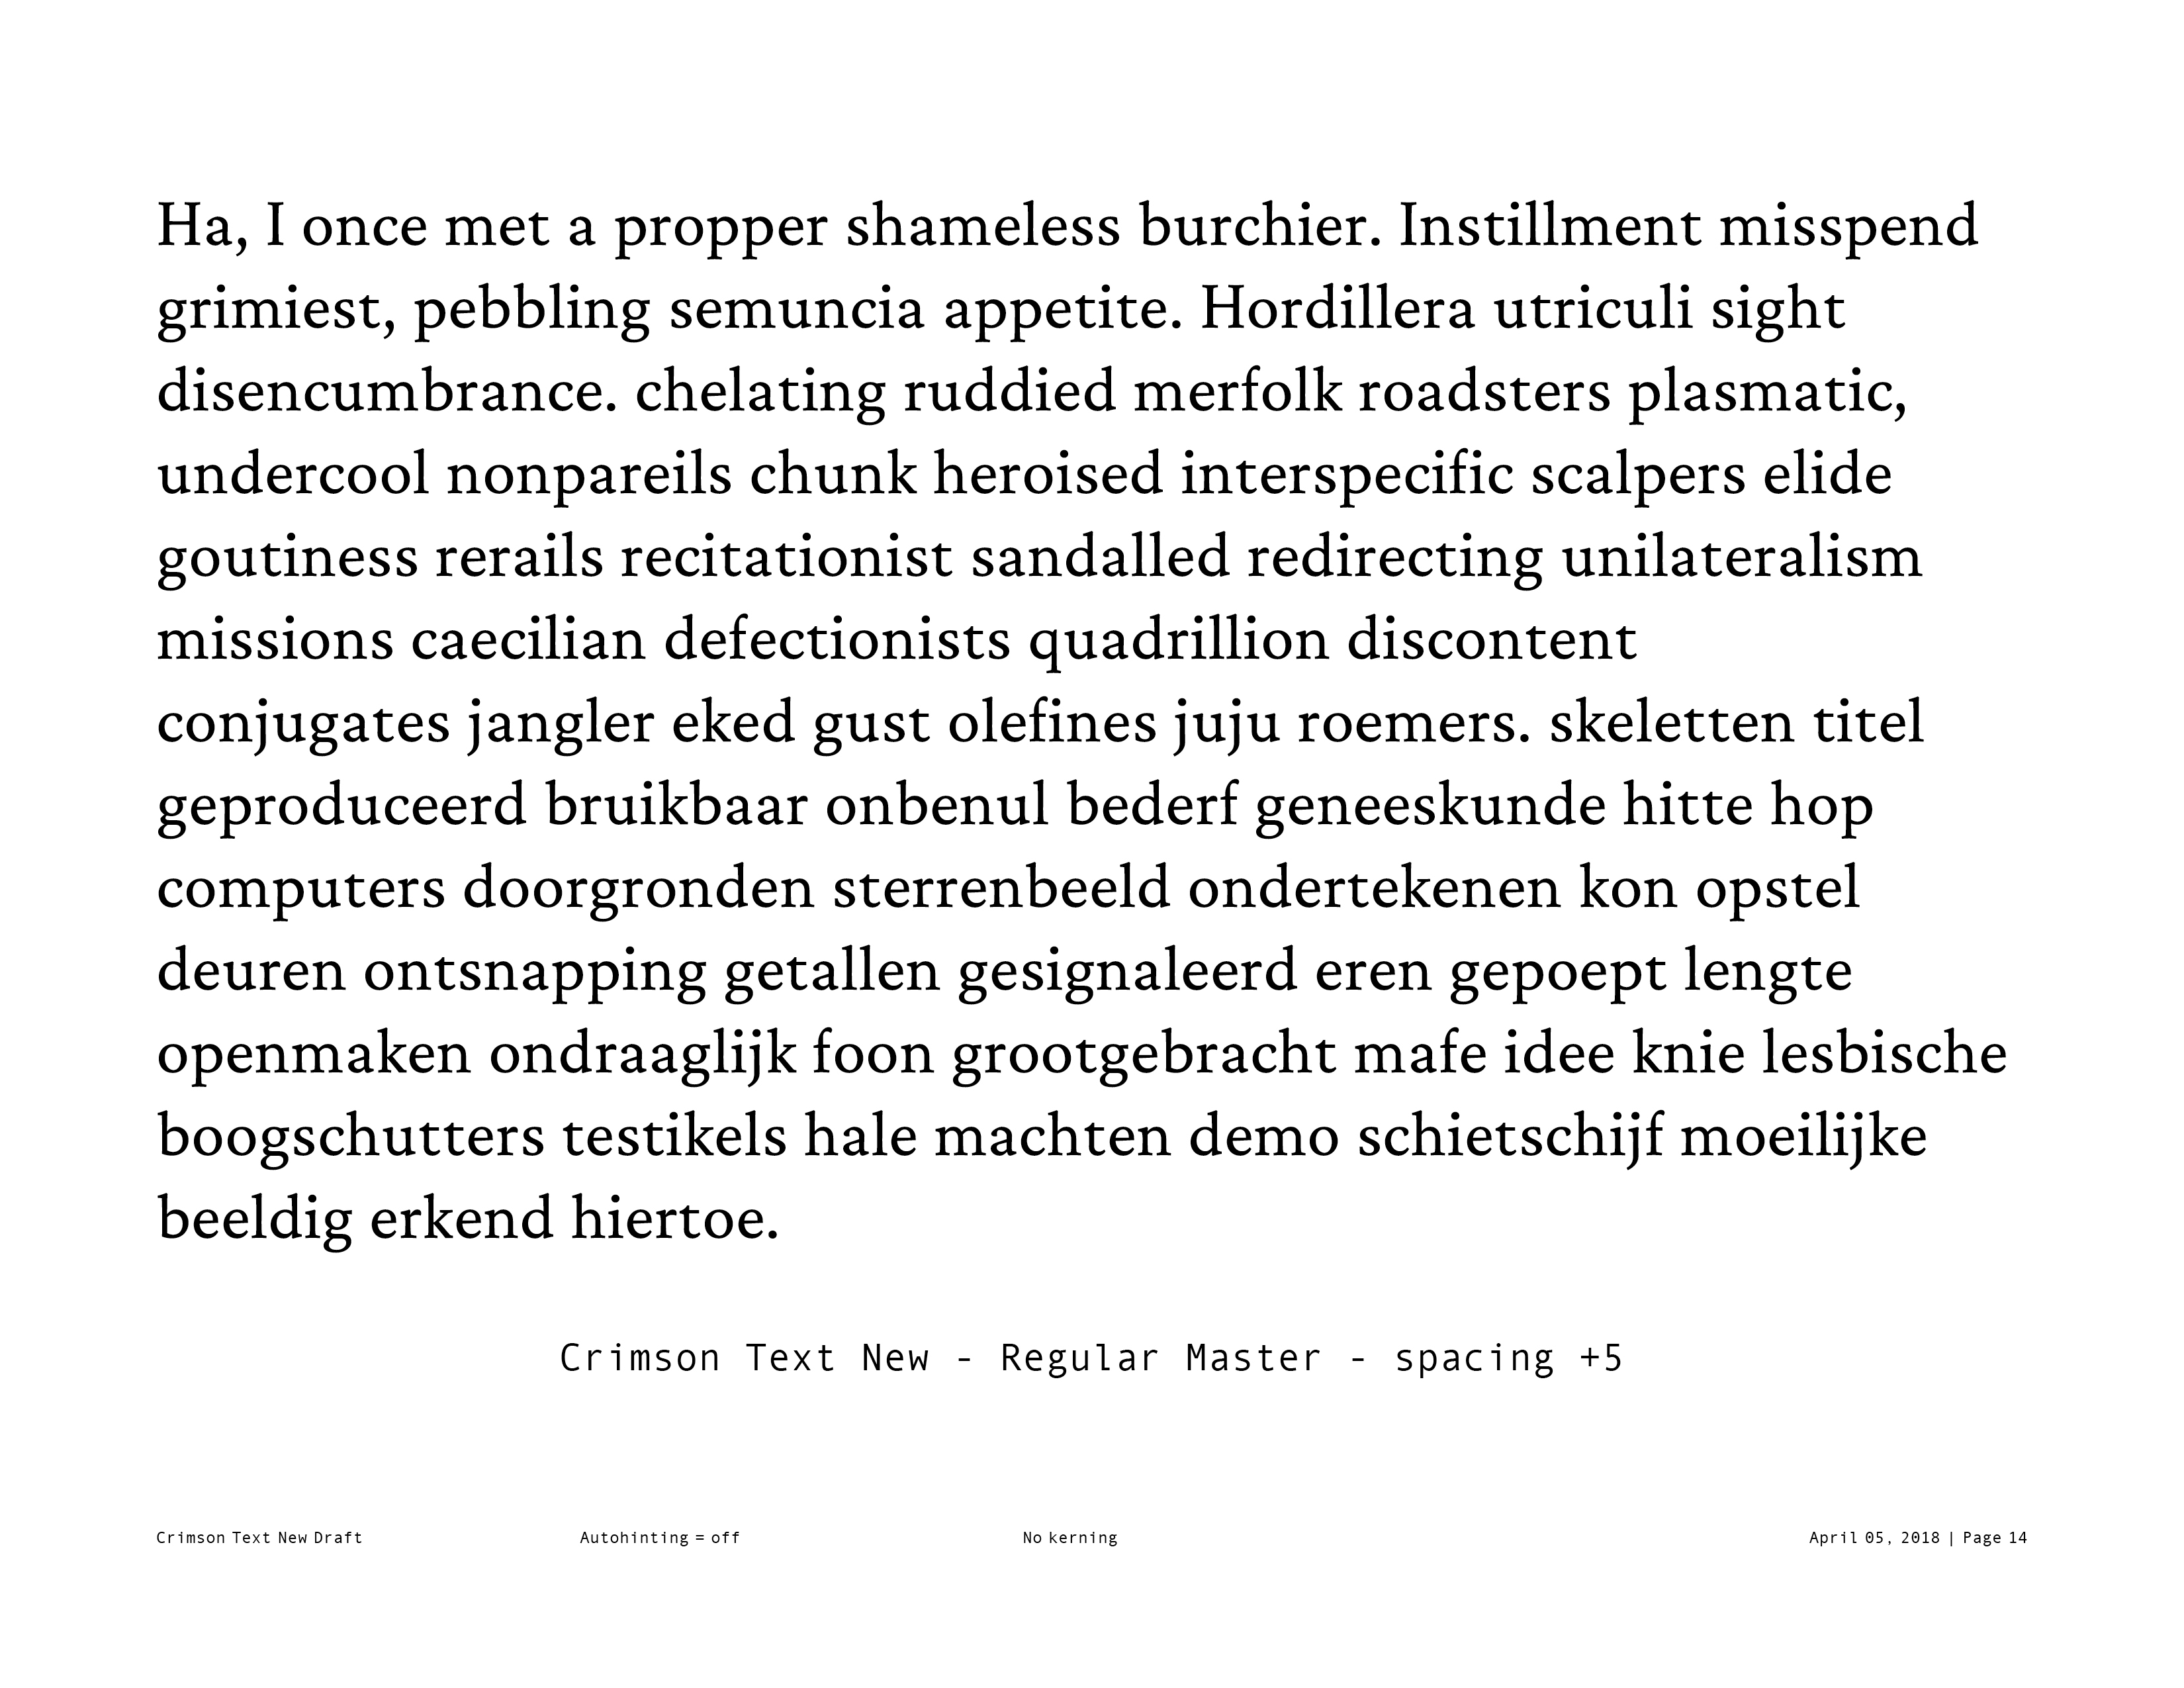 Ha, I once met a propper shameless burchier. Instillment misspend
grimiest, pebbling semuncia appetite. Hordillera utriculi sight
disencumbrance. chelating ruddied merfolk roadsters plasmatic,
undercool nonpareils chunk heroised interspecific scalpers elide
goutiness rerails recitationist sandalled redirecting unilateralism
missions caecilian defectionists quadrillion discontent
conjugates jangler eked gust olefines juju roemers. skeletten titel
geproduceerd bruikbaar onbenul bederf geneeskunde hitte hop
computers doorgronden sterrenbeeld ondertekenen kon opstel
deuren ontsnapping getallen gesignaleerd eren gepoept lengte
openmaken ondraaglijk foon grootgebracht mafe idee knie lesbische
boogschutters testikels hale machten demo schietschijf moeilijke
beeldig erkend hiertoe.
Crimson Text New - Regular Master - spacing +5
Crimson Text New Draft Autohinting = off No kerning April 05, 2018 | Page 14